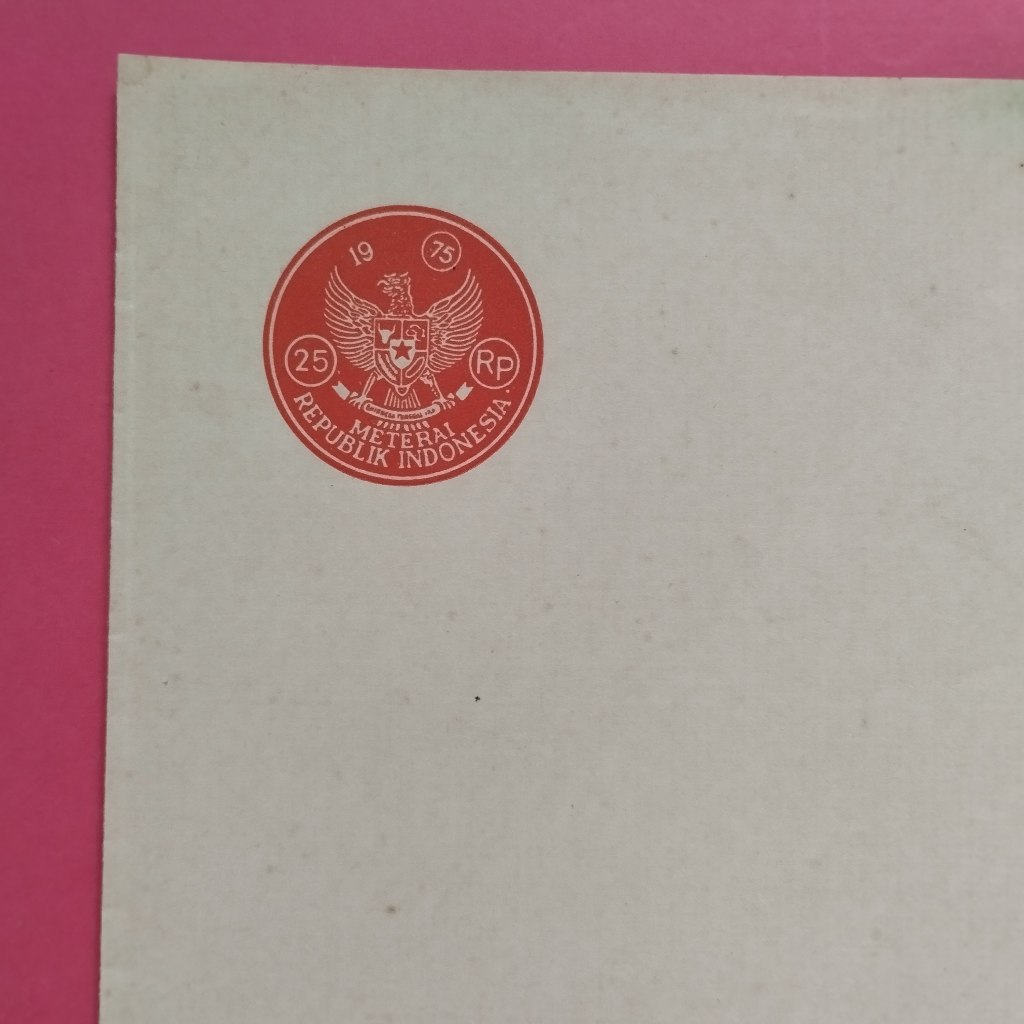 19 75
25 Rp
METERAI
REPUBLIK INDONESIA.